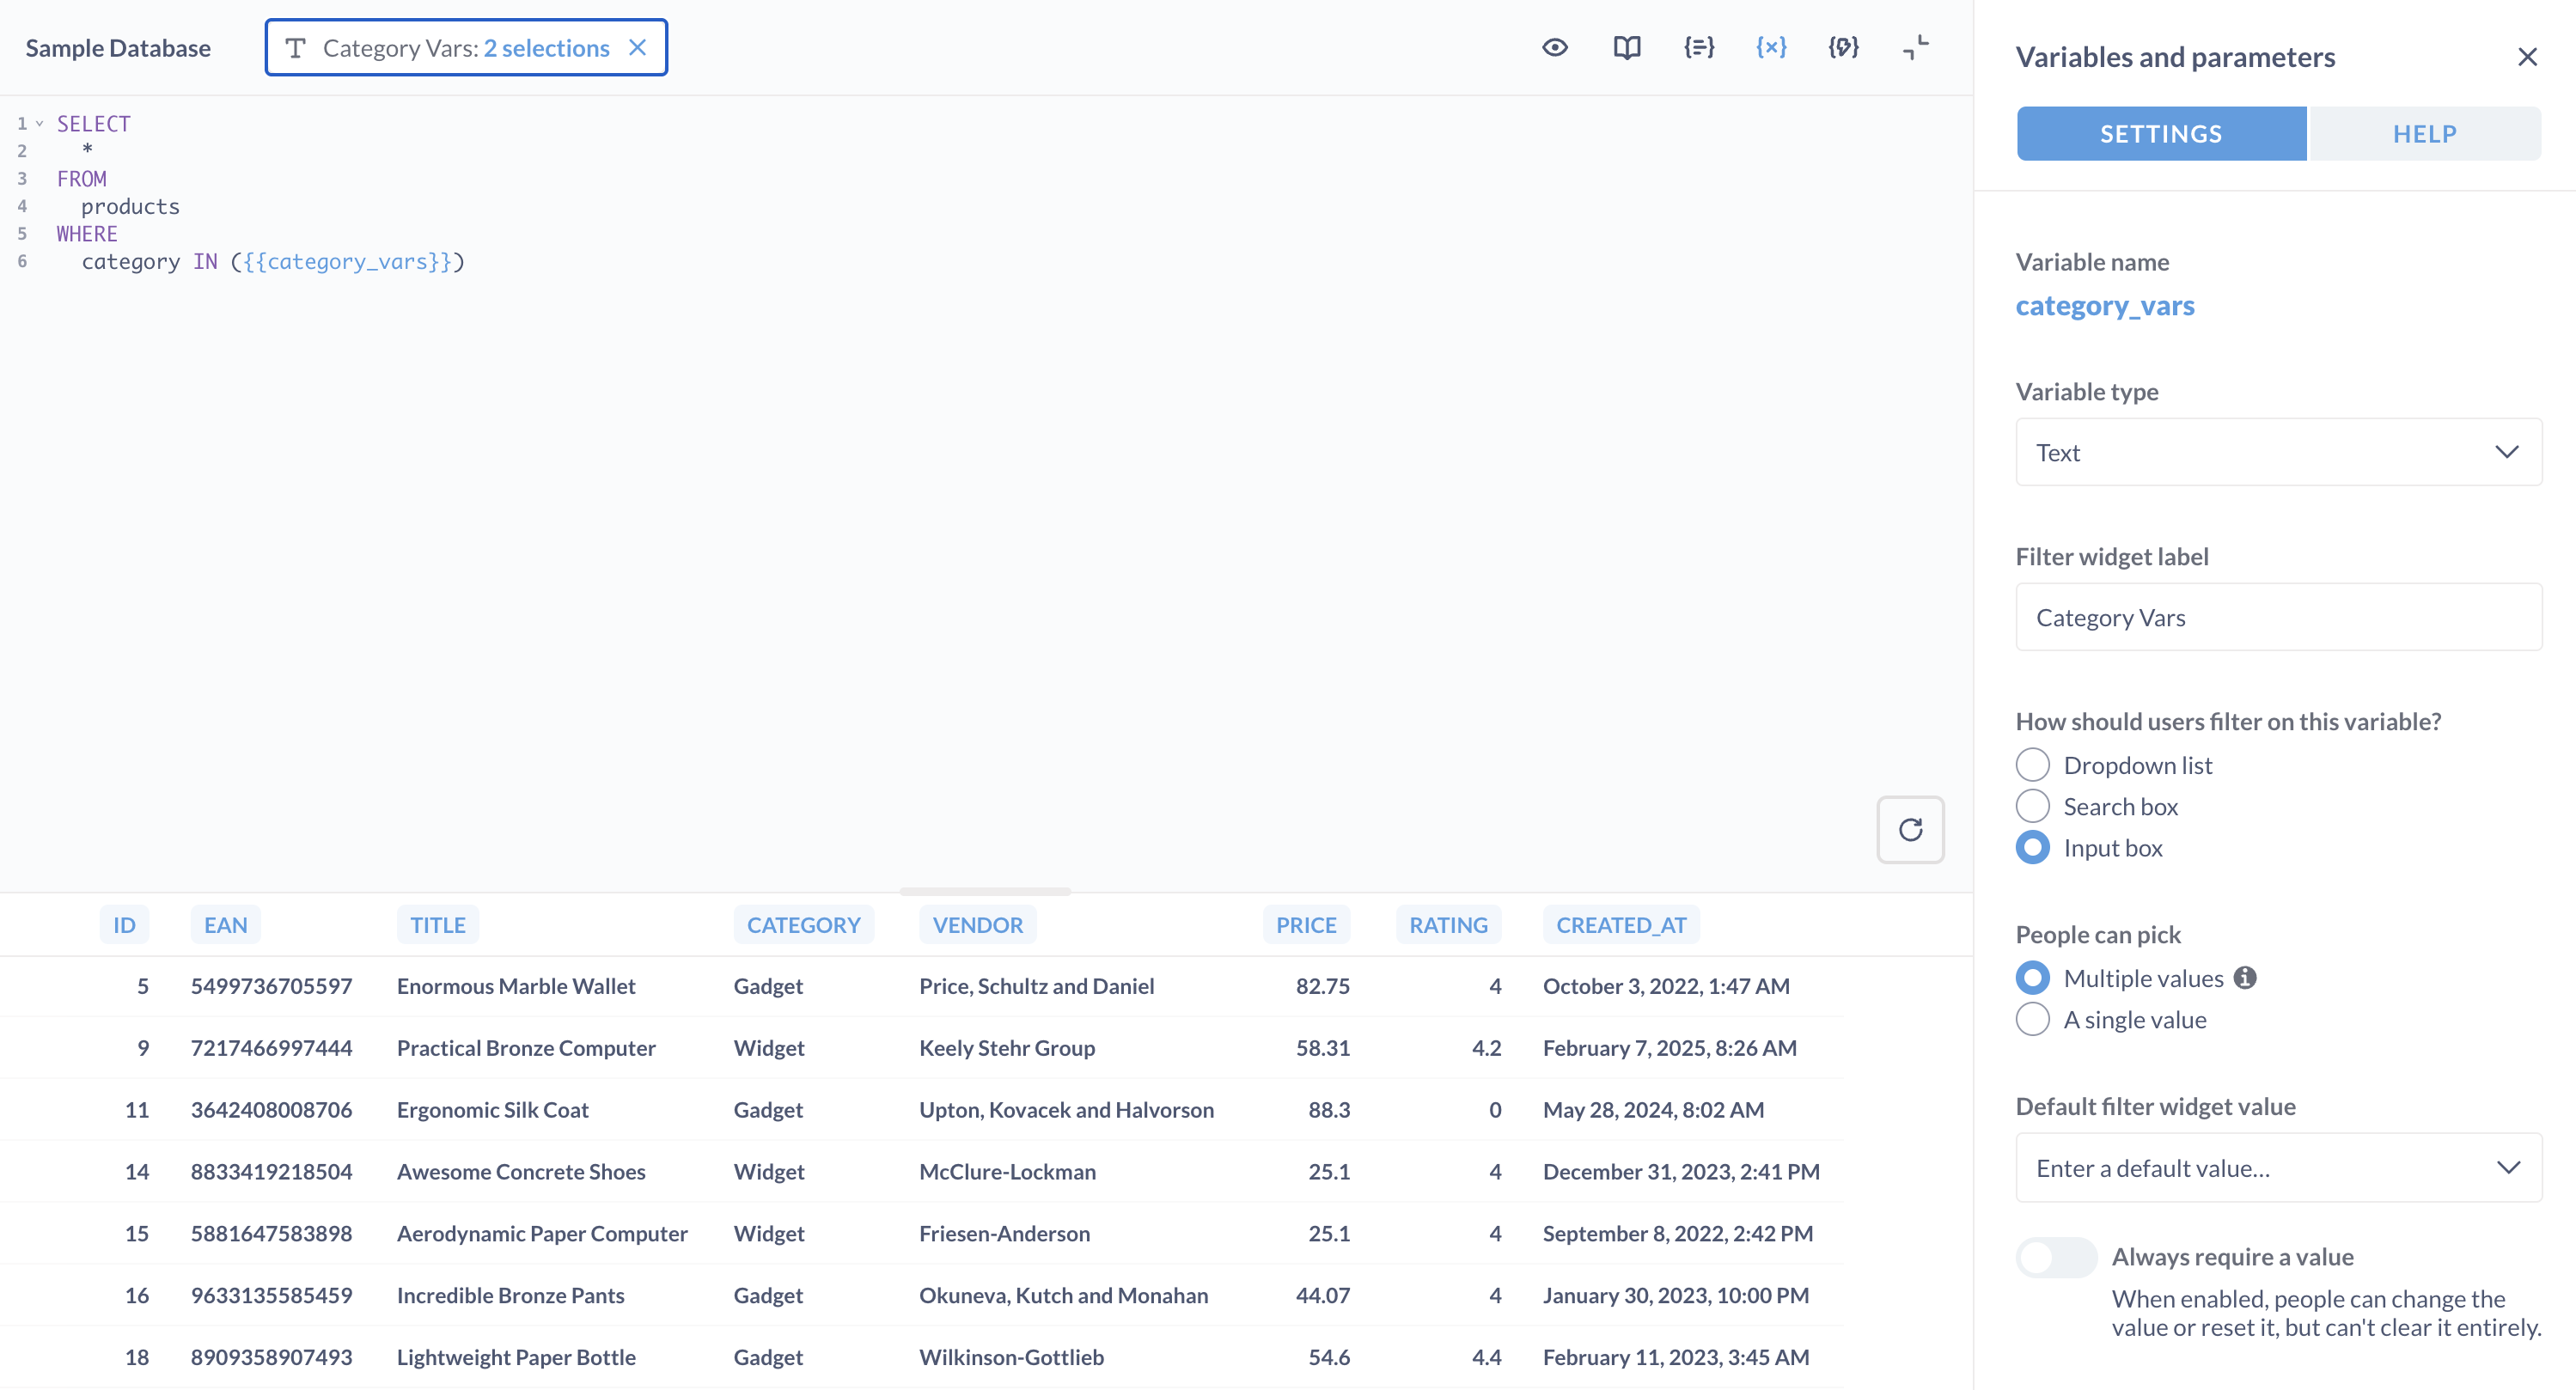 Sample Database
Category Vars: 2 selections
1 SELECT
2 *
3 FROM
4 products
5 WHERE
6 category IN ({{category_vars}})
ID EAN TITLE CATEGORY VENDOR PRICE RATING CREATED_AT
5 5499736705597 Enormous Marble Wallet Gadget Price, Schultz and Daniel 82.75 4 October 3, 2022, 1:47 AM
9 7217466997444 Practical Bronze Computer Widget Keely Stehr Group 58.31 4.2 February 7, 2025, 8:26 AM
11 3642408008706 Ergonomic Silk Coat Gadget Upton, Kovacek and Halvorson 88.3 0 May 28, 2024, 8:02 AM
14 8833419218504 Awesome Concrete Shoes Widget McClure-Lockman 25.1 4 December 31, 2023, 2:41 PM
15 5881647583898 Aerodynamic Paper Computer Widget Friesen-Anderson 25.1 4 September 8, 2022, 2:42 PM
16 9633135585459 Incredible Bronze Pants Gadget Okuneva, Kutch and Monahan 44.07 4 January 30, 2023, 10:00 PM
18 8909358907493 Lightweight Paper Bottle Gadget Wilkinson-Gottlieb 54.6 4.4 February 11, 2023, 3:45 AM
Variables and parameters
SETTINGS HELP
Variable name
category_vars
Variable type
Text
Filter widget label
Category Vars
How should users filter on this variable?
Dropdown list
Search box
Input box
People can pick
Multiple values
A single value
Default filter widget value
Enter a default value...
Always require a value
When enabled, people can change the
value or reset it, but can't clear it entirely.